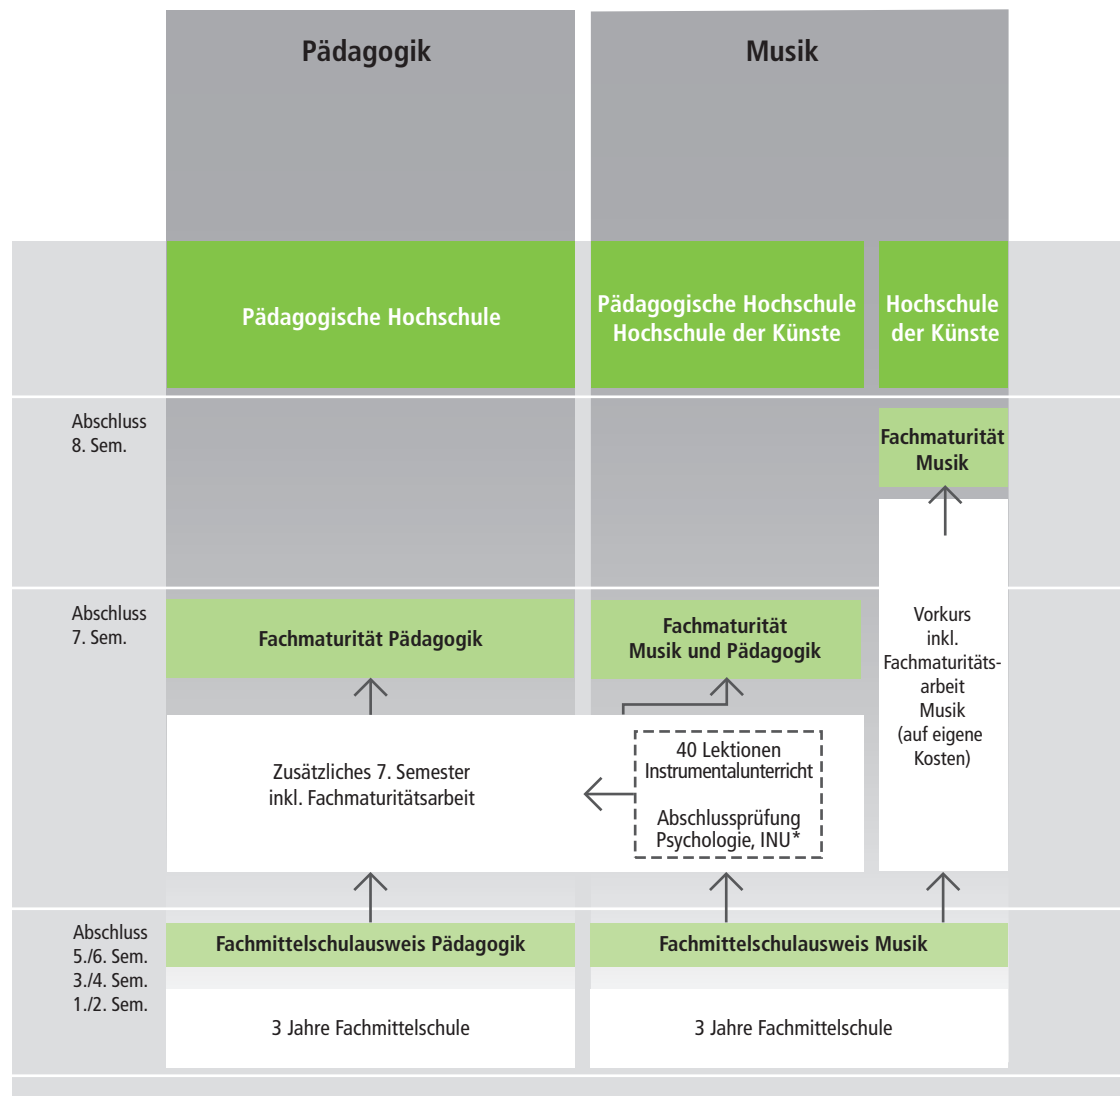 Pädagogik
Musik
Pädagogische Hochschule
Pädagogische Hochschule
Hochschule der Künste
Hochschule
der Künste
Abschluss
8. Sem.
Fachmaturität
Musik
Abschluss
7. Sem.
Fachmaturität Pädagogik
Fachmaturität
Musik und Pädagogik
Vorkurs
inkl.
Fachmaturitäts-
arbeit
Musik
(auf eigene
Kosten)
Zusätzliches 7. Semester
inkl. Fachmaturitätsarbeit
40 Lektionen
Instrumentalunterricht
Abschlussprüfung
Psychologie, INU*
Abschluss
5./6. Sem.
3./4. Sem.
1./2. Sem.
Fachmittelschulausweis Pädagogik
Fachmittelschulausweis Musik
3 Jahre Fachmittelschule
3 Jahre Fachmittelschule